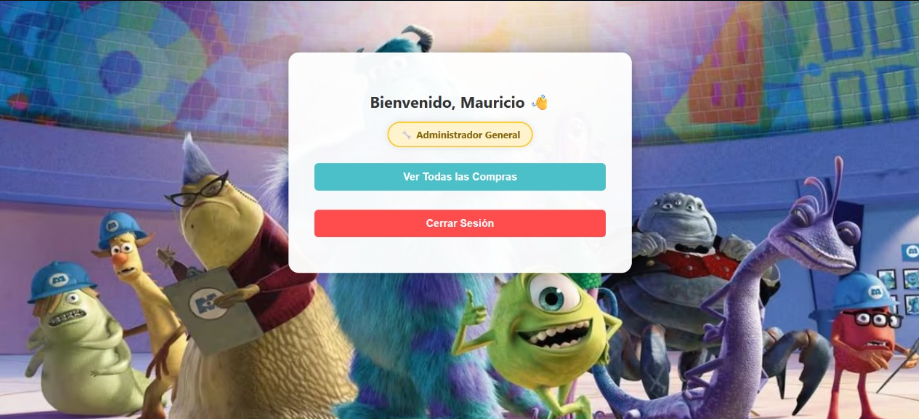 Bienvenido, Mauricio 👋
🔧 Administrador General
Ver Todas las Compras
Cerrar Sesión